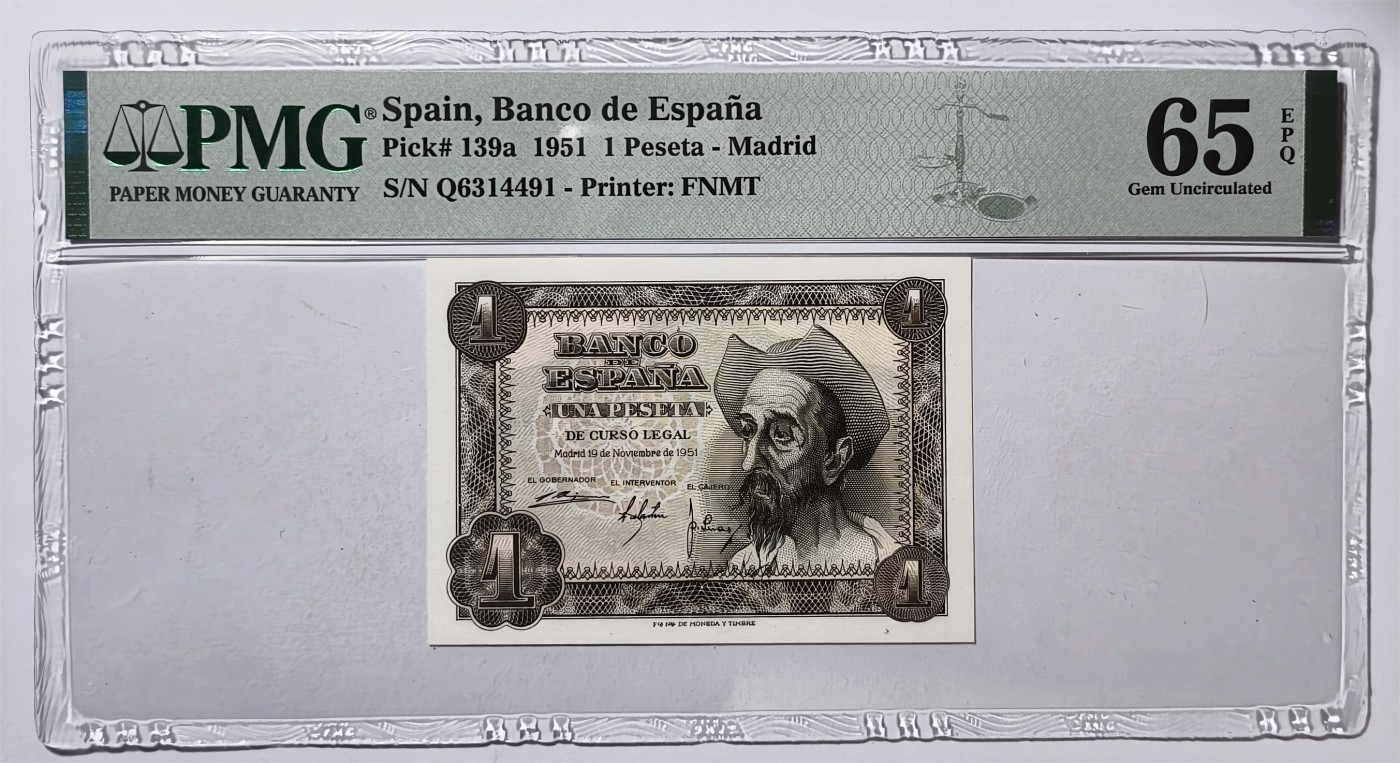 PMG®
PAPER MONEY GUARANTY
Spain, Banco de España
Pick# 139a 1951 1 Peseta - Madrid
S/N Q6314491 - Printer: FNMT
65
EPQ
Gem Uncirculated
1
1
BANCO
DE
ESPAÑA
UNA PESETA
DE CURSO LEGAL
Madrid 19 de Noviembre de 1951
EL GOBERNADOR EL INTERVENTOR EL CAJERO
1
1
DE MONEDA Y TIMBRE